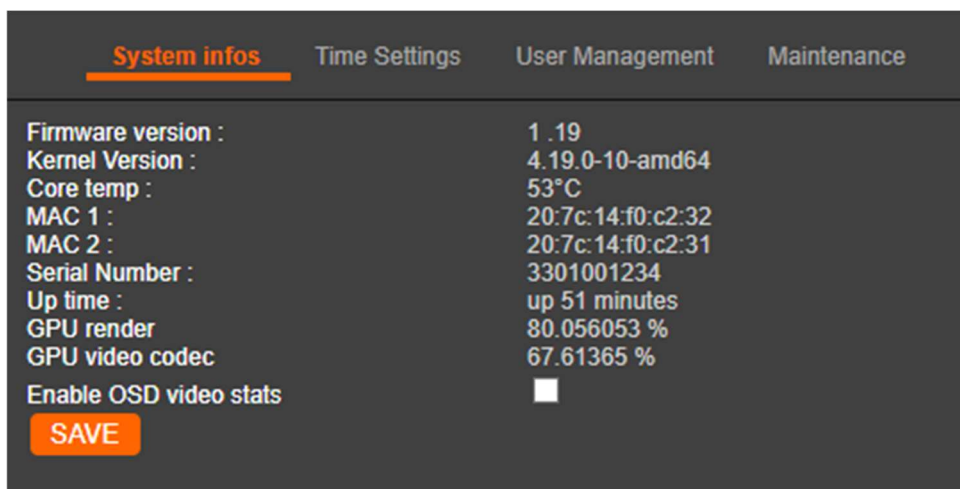 System infos Time Settings User Management Maintenance
Firmware version : 1 .19
Kernel Version : 4.19.0-10-amd64
Core temp : 53°C
MAC 1 : 20:7c:14:f0:c2:32
MAC 2 : 20:7c:14:f0:c2:31
Serial Number : 3301001234
Up time : up 51 minutes
GPU render 80.056053 %
GPU video codec 67.61365 %
Enable OSD video stats
SAVE